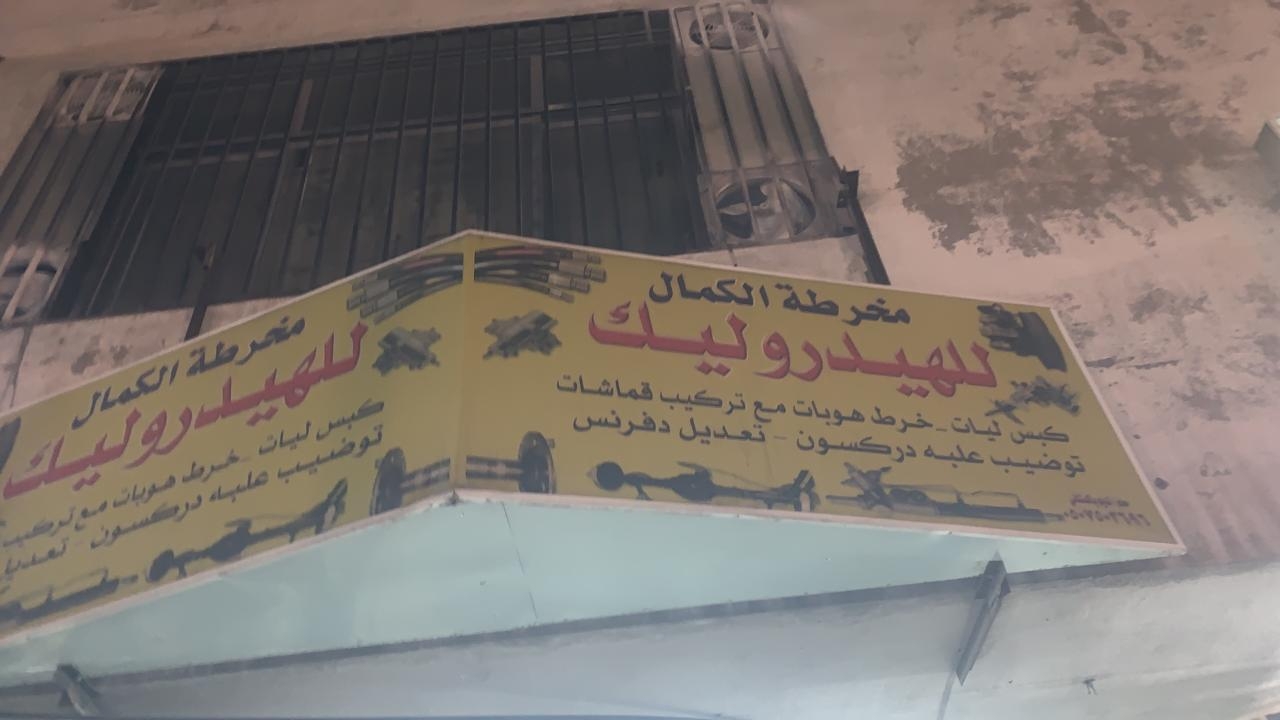 مخرطة الكمال
للهيدروليك
كبس ليات - خرط هوبات مع تركيب قماشات
توضيب علبه دركسون - تعديل دفرنس
مخرطة الكمال
للهيدروليك
كبس ليات - خرط هوبات مع تركيب
توضيب علبه دركسون - تعديل